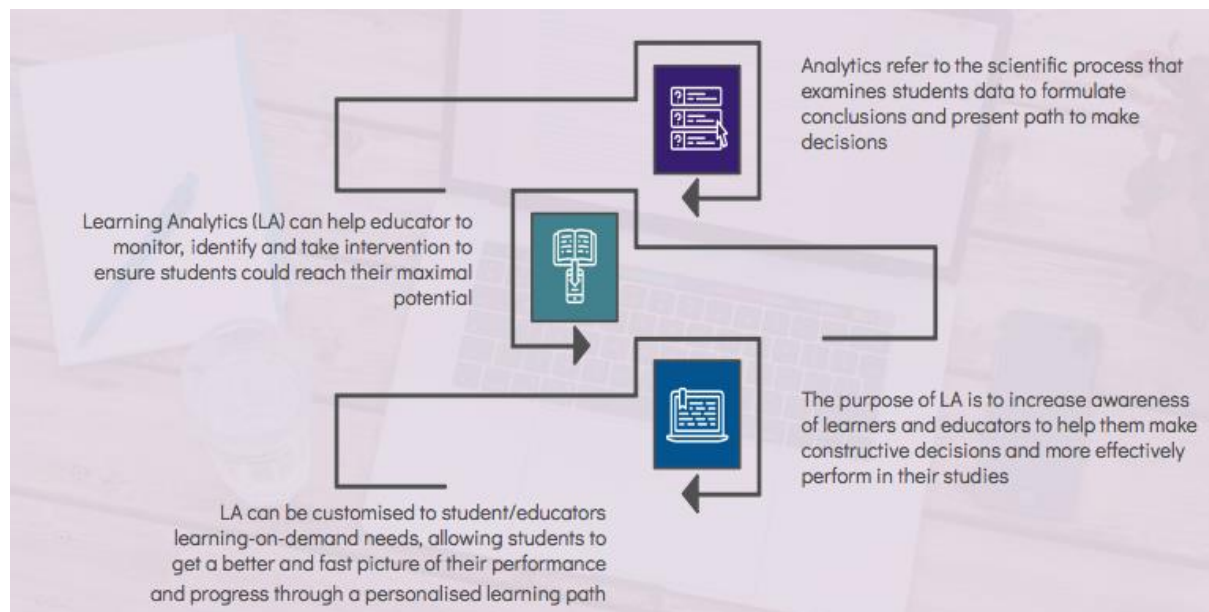 Analytics refer to the scientific process that
examines students data to formulate
conclusions and present path to make
decisions
Learning Analytics (LA) can help educator to
monitor, identify and take intervention to
ensure students could reach their maximal
potential
The purpose of LA is to increase awareness
of learners and educators to help them make
constructive decisions and more effectively
perform in their studies
LA can be customised to student/educators
learning-on-demand needs, allowing students to
get a better and fast picture of their performance
and progress through a personalised learning path